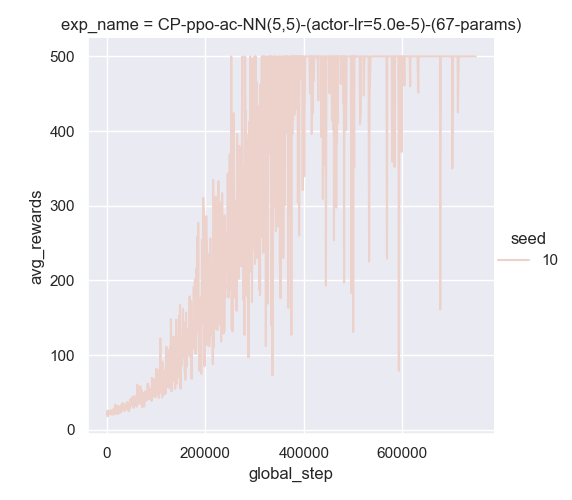 exp_name = CP-ppo-ac-NN(5,5)-(actor-lr=5.0e-5)-(67-params)
500
400
300
200
100
0
avg_rewards
0 200000 400000 600000
global_step
seed
10